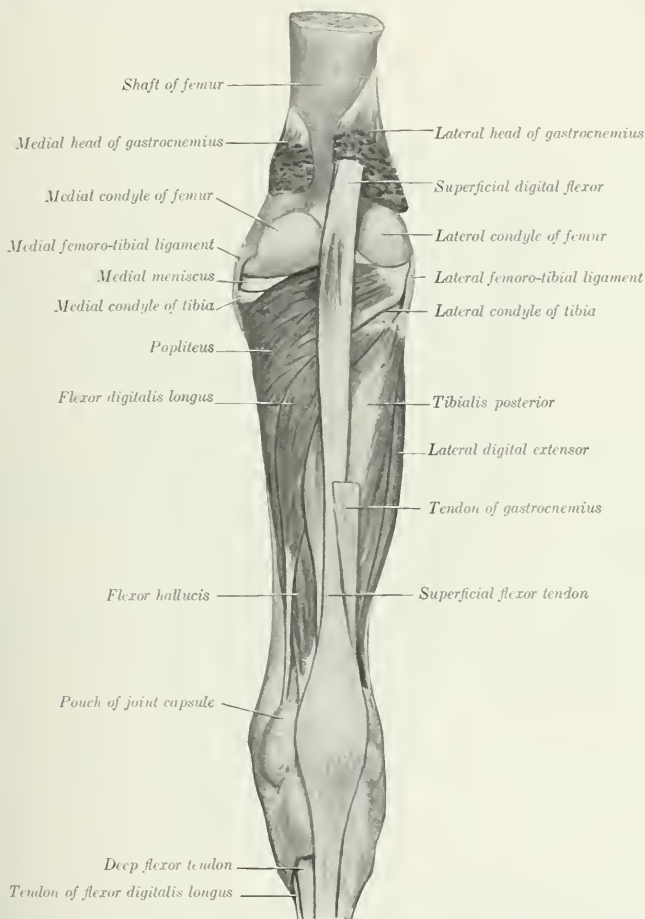 Shaft of femur
Medial head of gastrocnemius
Lateral head of gastrocnemius
Superficial digital flexor
Medial condyle of femur
Lateral condyle of femur
Medial femoro-tibial ligament
Medial meniscus
Lateral femoro-tibial ligament
Medial condyle of tibia
Lateral condyle of tibia
Popliteus
Flexor digitalis longus
Tibialis posterior
Lateral digital extensor
Tendon of gastrocnemius
Flexor hallucis
Superficial flexor tendon
Pouch of joint capsule
Deep flexor tendon
Tendon of flexor digitalis longus